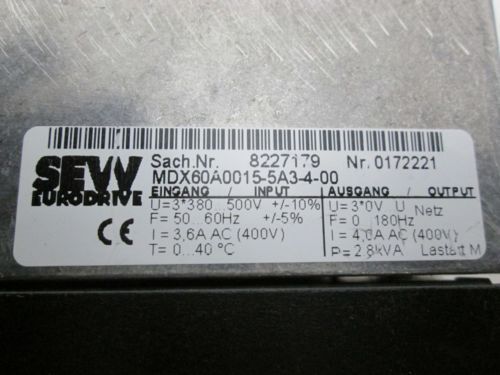 SEW
EURODRIVE
CE
Sach.Nr. 8227179 Nr. 0172221
MDX60A0015-5A3-4-00
EINGANG / INPUT AUSGANG / OUTPUT
U= 3*380...500V +/-10% U= 3*0V...U Netz
F= 50...60Hz +/-5% F= 0...180Hz
I = 3,6A AC (400V) I = 4,0A AC (400V)
T= 0...40 °C P= 2,8kVA Lastart M